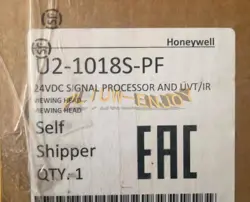 Honeywell
U2-1018S-PF
24VDC SIGNAL PROCESSOR AND UVT/IR
VIEWING HEAD
VIEWING HEAD
Self
Shipper
QTY. 1
EAC